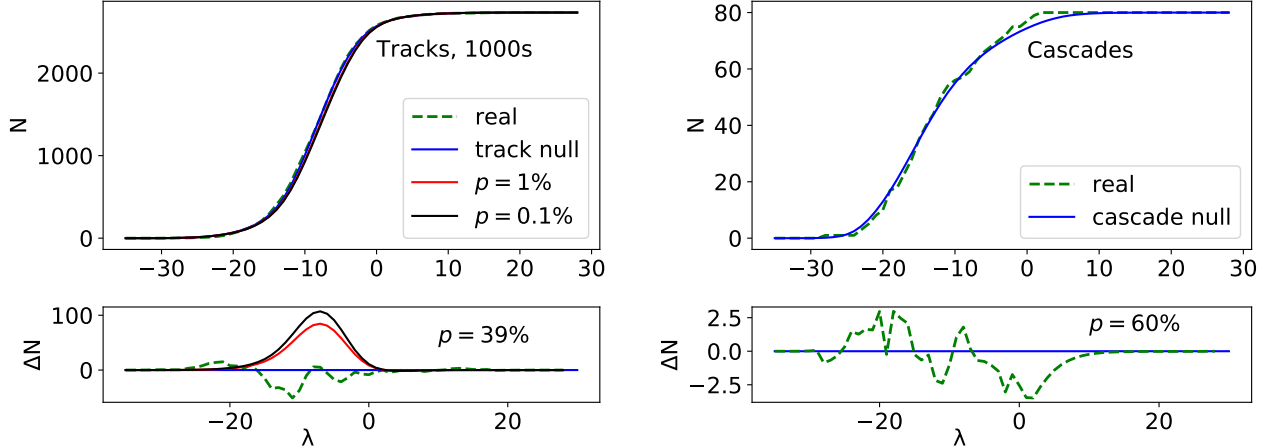 Tracks, 1000s
N
2000
1000
0
real
track null
p = 1%
p = 0.1%
−30 −20 −10 0 10 20 30
λ
ΔN
100
0
p = 39%
−20 0 20
λ
Cascades
N
80
60
40
20
0
real
cascade null
−30 −20 −10 0 10 20 30
λ
ΔN
2.5
0.0
−2.5
p = 60%
−20 0 20
λ